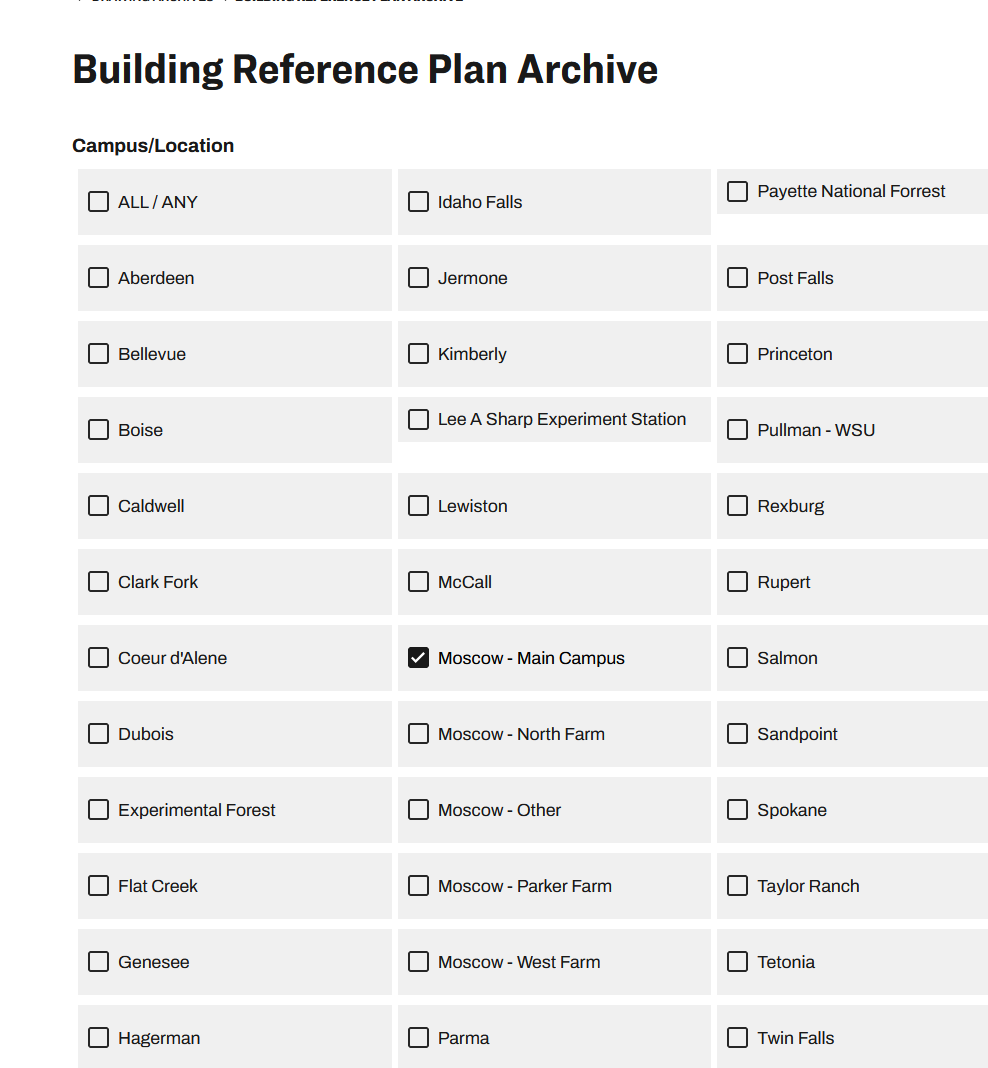 Building Reference Plan Archive
Campus/Location
ALL / ANY
Idaho Falls
Payette National Forrest
Aberdeen
Jermone
Post Falls
Bellevue
Kimberly
Princeton
Boise
Lee A Sharp Experiment Station
Pullman - WSU
Caldwell
Lewiston
Rexburg
Clark Fork
McCall
Rupert
Coeur d'Alene
Moscow - Main Campus
Salmon
Dubois
Moscow - North Farm
Sandpoint
Experimental Forest
Moscow - Other
Spokane
Flat Creek
Moscow - Parker Farm
Taylor Ranch
Genesee
Moscow - West Farm
Tetonia
Hagerman
Parma
Twin Falls